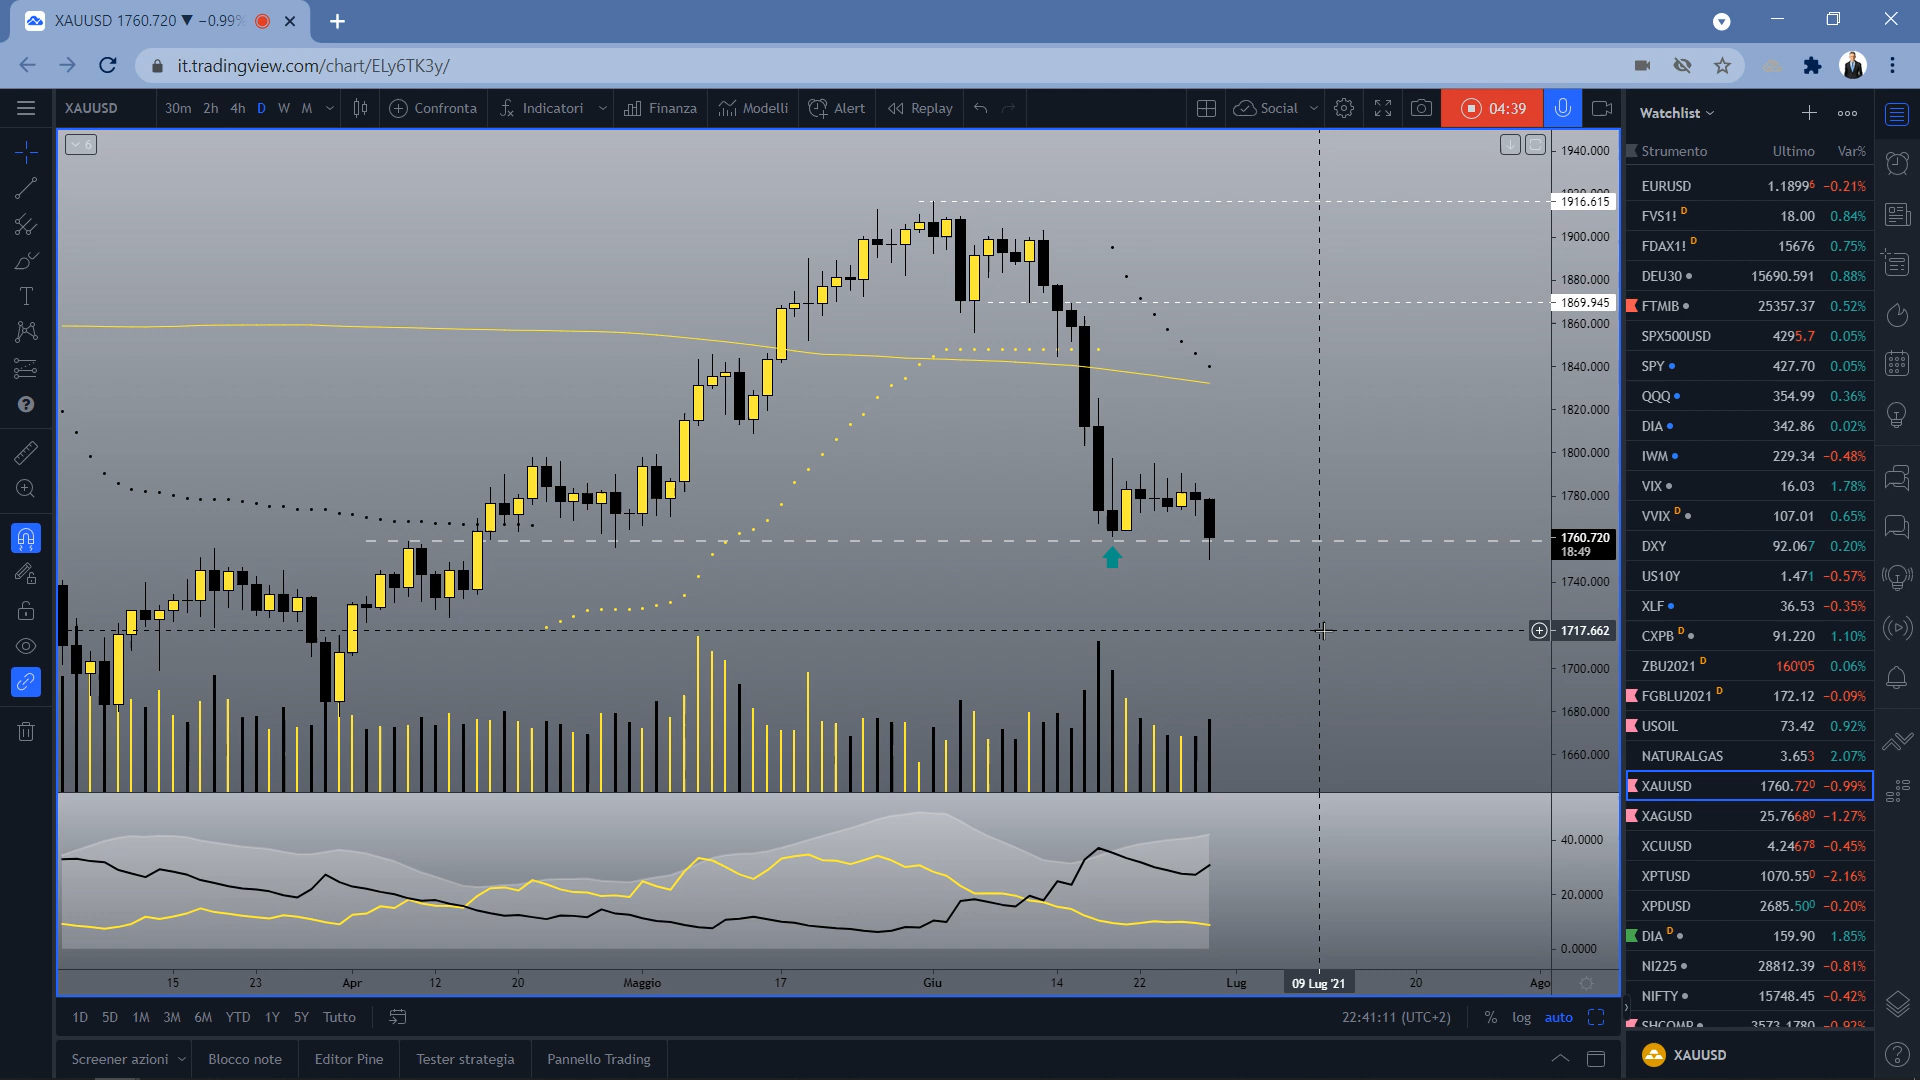 XAUUSD 1760.720 ▼ −0.99%
it.tradingview.com/chart/ELy6TK3y/
XAUUSD 30m 2h 4h D W M Confronta Indicatori Finanza Modelli Alert Replay Social 04:39
6
1940.000
1916.615
1900.000
1880.000
1869.945
1860.000
1840.000
1820.000
1800.000
1780.000
1760.720
18:49
1740.000
1717.662
1700.000
1680.000
1660.000
40.0000
20.0000
0.0000
15 23 Apr 12 20 Maggio 17 Giu 14 22 Lug 09 Lug '21 20 Ago
1D 5D 1M 3M 6M YTD 1Y 5Y Tutto 22:41:11 (UTC+2) % log auto
Screener azioni Blocco note Editor Pine Tester strategia Pannello Trading
Watchlist
Strumento Ultimo Var%
EURUSD 1.18996 −0.21%
FVS1! D 18.00 0.84%
FDAX1! D 15676 0.75%
DEU30 15690.591 0.88%
FTMIB 25357.37 0.52%
SPX500USD 4295.7 0.05%
SPY 427.70 0.05%
QQQ 354.99 0.36%
DIA 342.86 0.02%
IWM 229.34 −0.48%
VIX 16.03 1.78%
VVIX D 107.01 0.65%
DXY 92.067 0.20%
US10Y 1.471 −0.57%
XLF 36.53 −0.35%
CXPB D 91.220 1.10%
ZBU2021 D 160'05 0.06%
FGBLU2021 D 172.12 −0.09%
USOIL 73.42 0.92%
NATURALGAS 3.653 2.07%
XAUUSD 1760.720 −0.99%
XAGUSD 25.76680 −1.27%
XCUUSD 4.24678 −0.45%
XPTUSD 1070.550 −2.16%
XPDUSD 2685.500 −0.20%
DIA D 159.90 1.85%
NI225 28812.39 −0.81%
NIFTY 15748.45 −0.42%
SHCOMP 3573.1780 −0.92%
XAUUSD